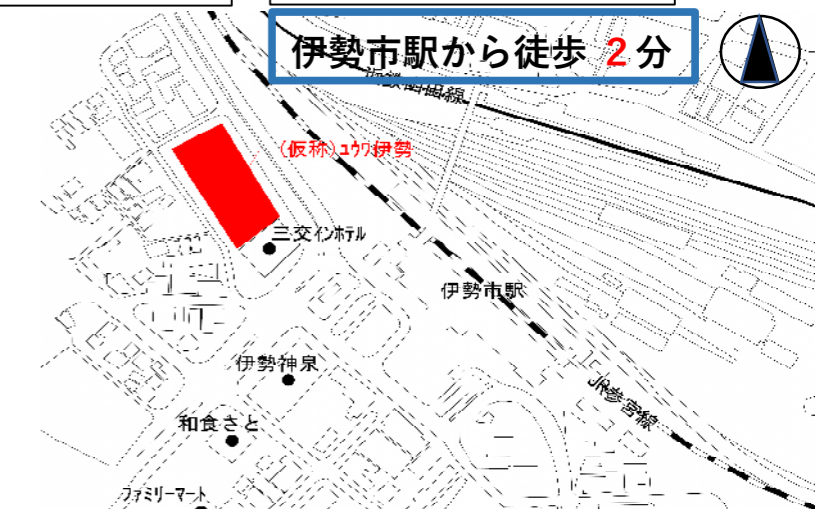 伊勢市駅から徒歩 2分
(仮称)ユウワ伊勢
三交インホテル
伊勢市駅
伊勢神泉
JR参宮線
和食さと
ファミリーマート